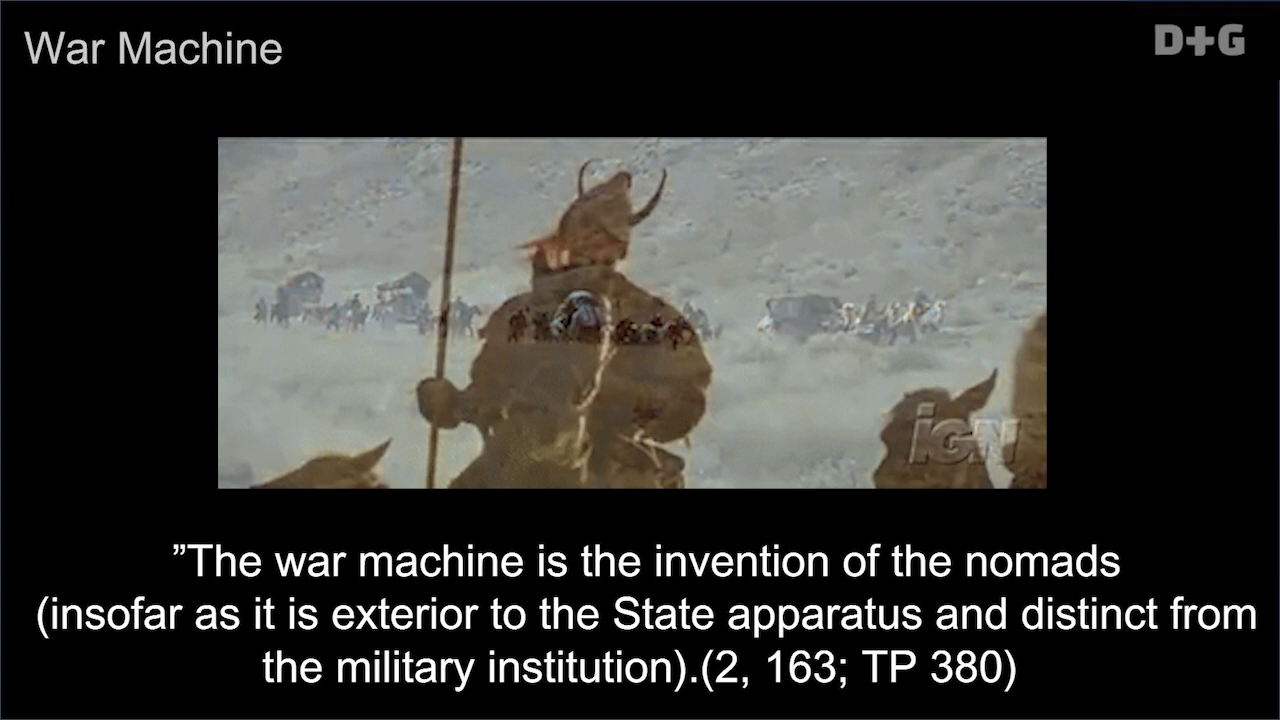 War Machine
D+G
iGN
”The war machine is the invention of the nomads
(insofar as it is exterior to the State apparatus and distinct from
the military institution).(2, 163; TP 380)